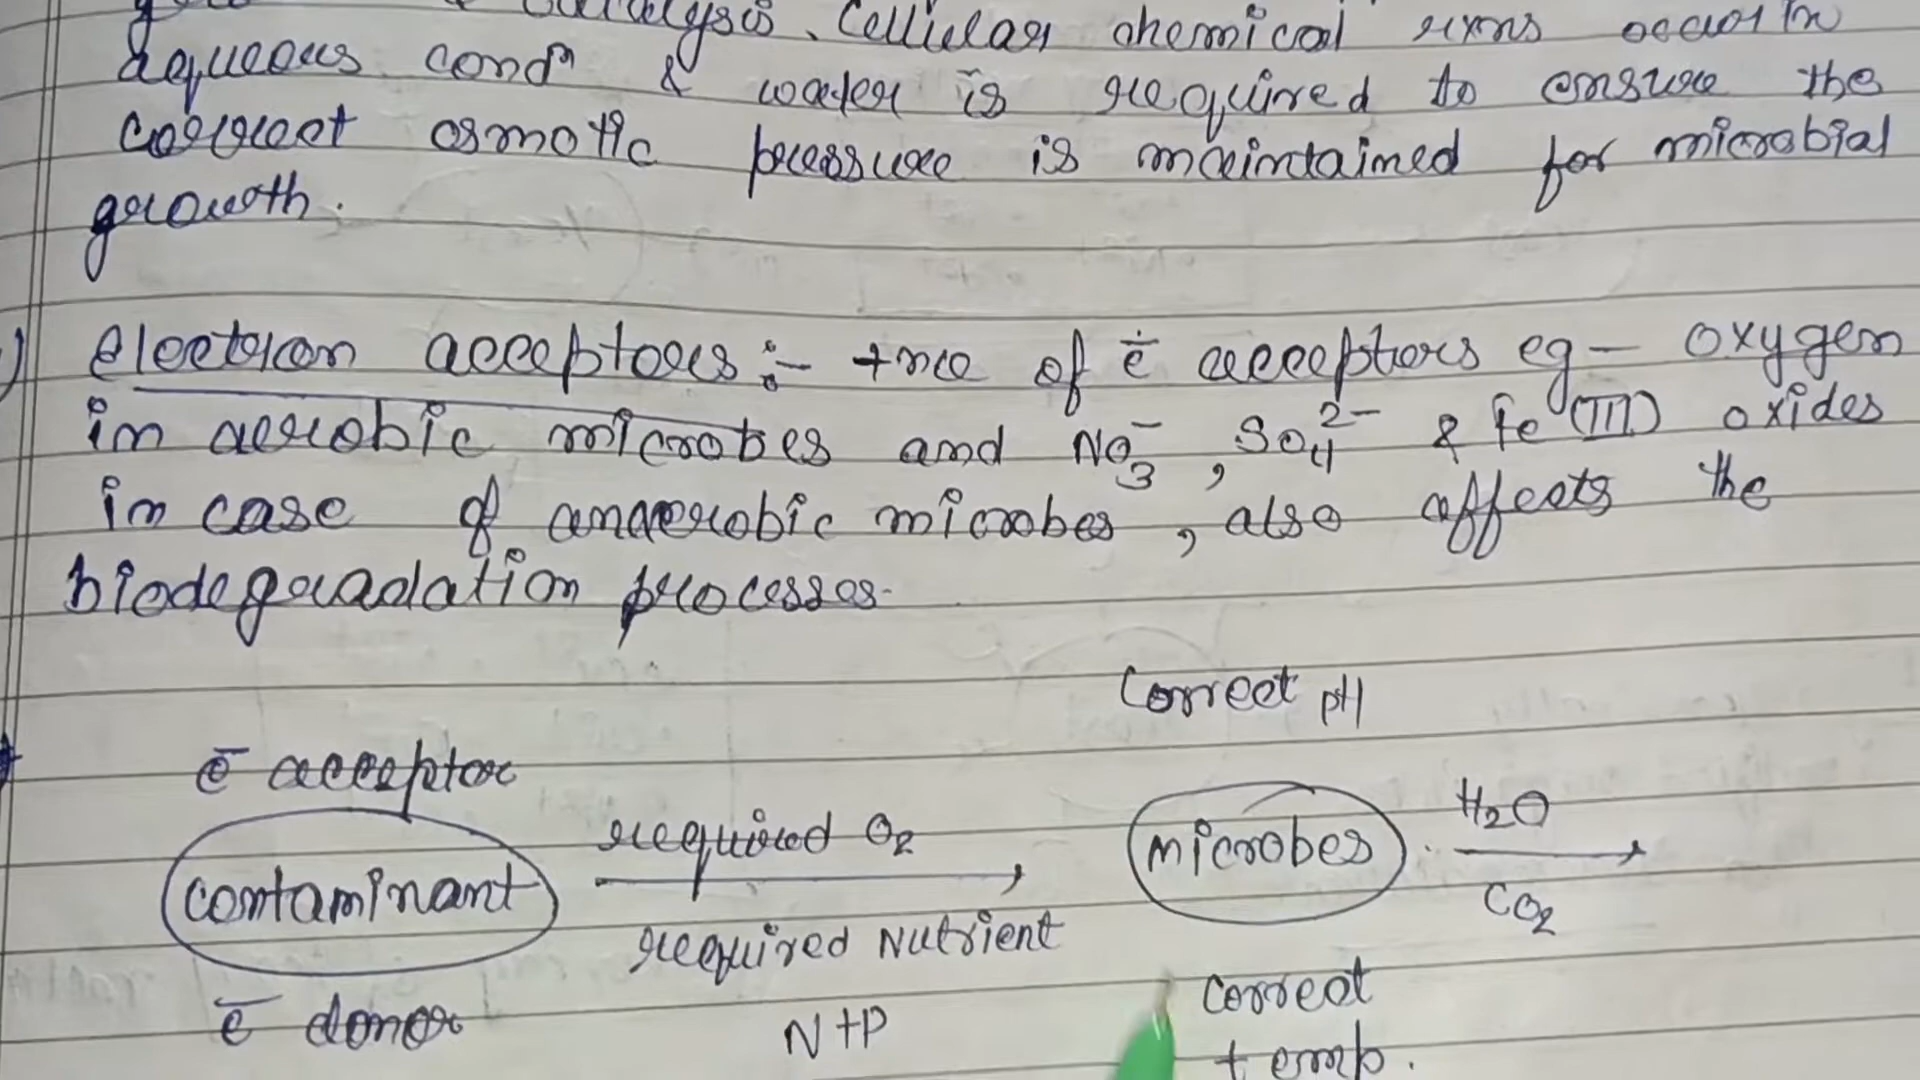 Catalysis. Cellular chemical rxns occur in
aqueous condn & water is required to ensure the
correct osmotic pressure is maintained for microbial
growth.
electron acceptors :- +nce of e- acceptors eg - oxygen
in aerobic microbes and NO3-, SO4 2- & Fe(III) oxides
in case of anaerobic microbes, also affects the
biodegradation processes.
Correct pH
e- acceptor
H2O
required O2
contaminant microbes
CO2
required Nutrient
Correct
e- donor N+P
temp.